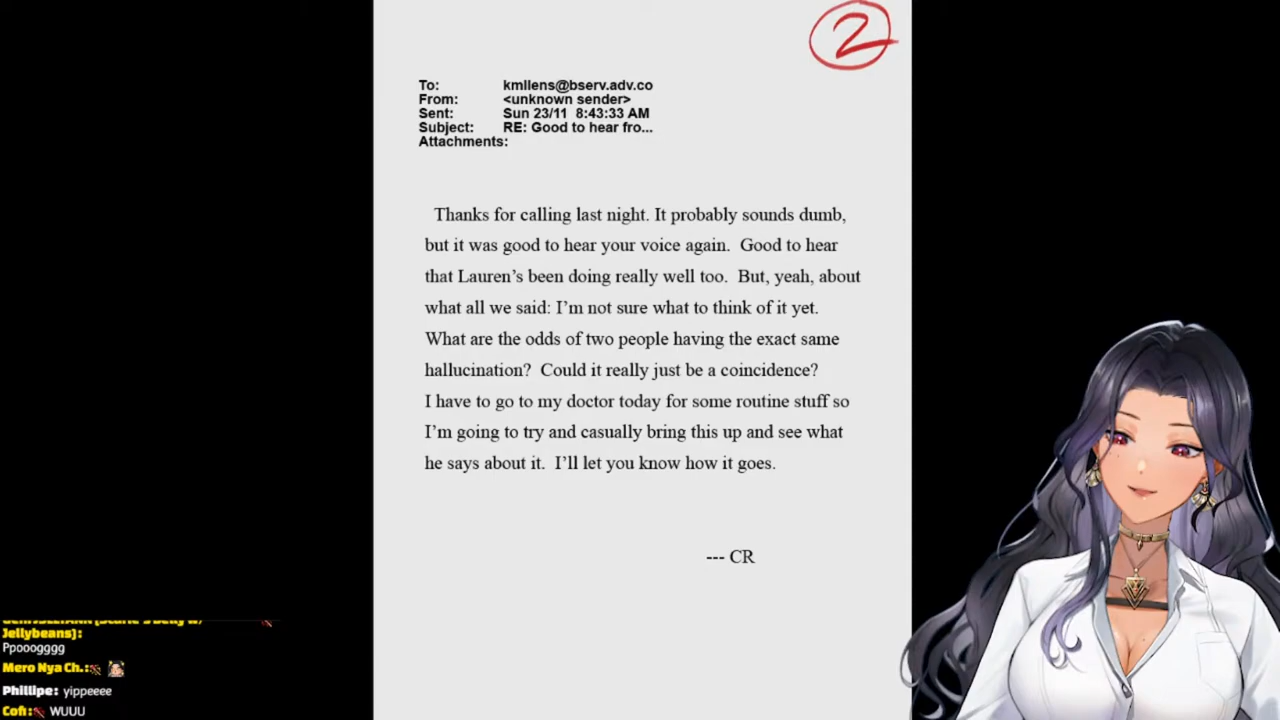 2
To: kmllens@bserv.adv.co
From: <unknown sender>
Sent: Sun 23/11 8:43:33 AM
Subject: RE: Good to hear fro...
Attachments:
Thanks for calling last night. It probably sounds dumb,
but it was good to hear your voice again. Good to hear
that Lauren's been doing really well too. But, yeah, about
what all we said: I'm not sure what to think of it yet.
What are the odds of two people having the exact same
hallucination? Could it really just be a coincidence?
I have to go to my doctor today for some routine stuff so
I'm going to try and casually bring this up and see what
he says about it. I'll let you know how it goes.
--- CR
Jellybeans):
Ppooogggg
Mero Nya Ch.:
Phillipe: yippeeee
Cofi: WUUU